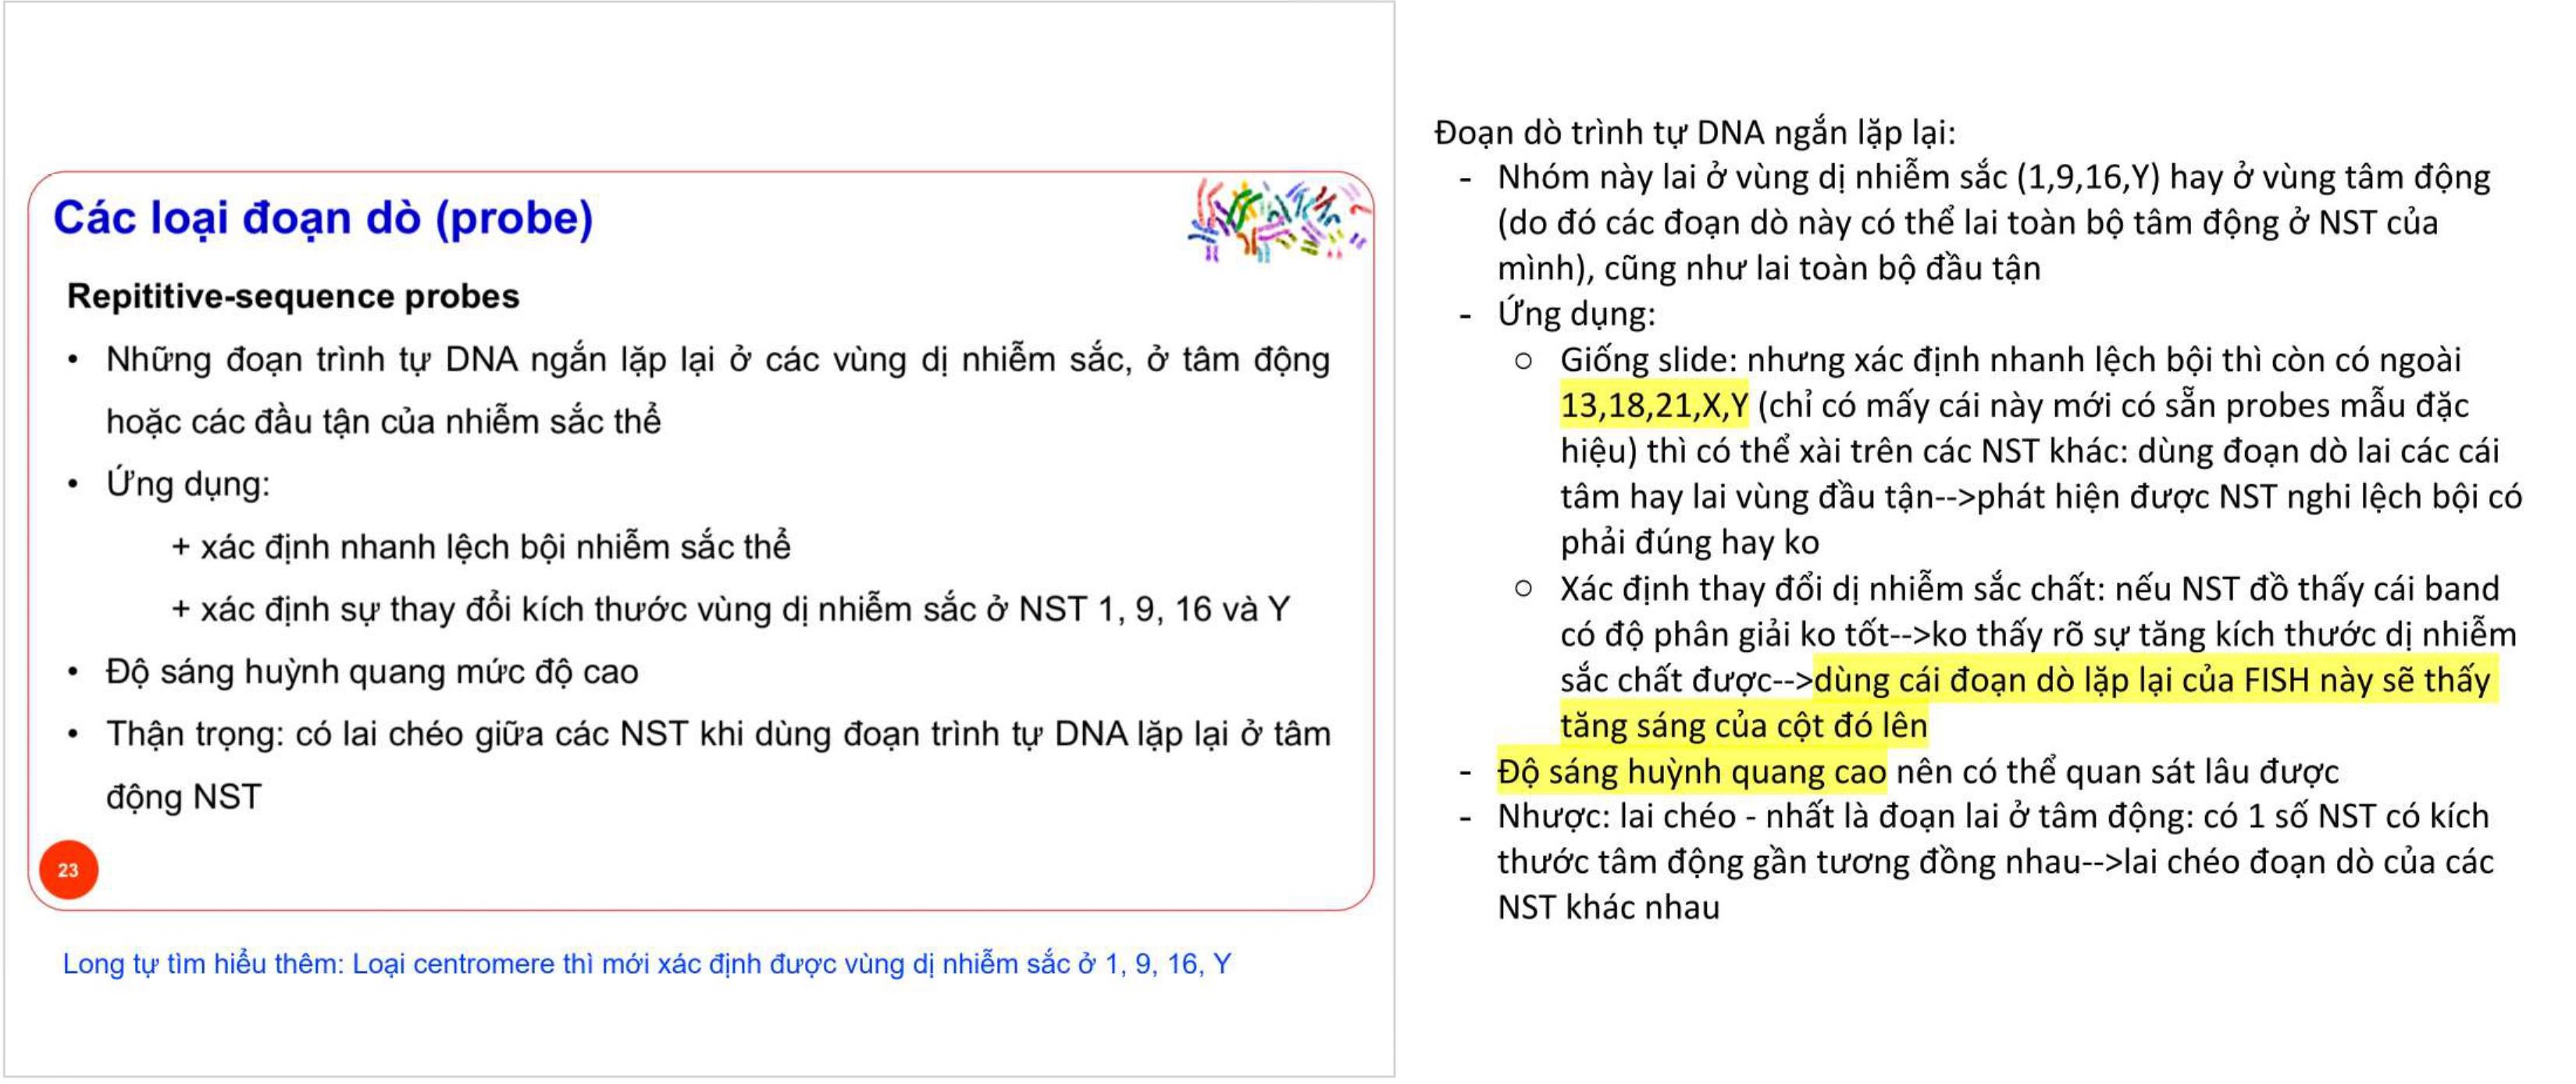 Các loại đoạn dò (probe)
Repititive-sequence probes
• Những đoạn trình tự DNA ngắn lặp lại ở các vùng dị nhiễm sắc, ở tâm động
hoặc các đầu tận của nhiễm sắc thể
• Ứng dụng:
+ xác định nhanh lệch bội nhiễm sắc thể
+ xác định sự thay đổi kích thước vùng dị nhiễm sắc ở NST 1, 9, 16 và Y
• Độ sáng huỳnh quang mức độ cao
• Thận trọng: có lai chéo giữa các NST khi dùng đoạn trình tự DNA lặp lại ở tâm
động NST
23
Long tự tìm hiểu thêm: Loại centromere thì mới xác định được vùng dị nhiễm sắc ở 1, 9, 16, Y
Đoạn dò trình tự DNA ngắn lặp lại:
- Nhóm này lai ở vùng dị nhiễm sắc (1,9,16,Y) hay ở vùng tâm động
(do đó các đoạn dò này có thể lai toàn bộ tâm động ở NST của
mình), cũng như lai toàn bộ đầu tận
- Ứng dụng:
○ Giống slide: nhưng xác định nhanh lệch bội thì còn có ngoài
13,18,21,X,Y (chỉ có mấy cái này mới có sẵn probes mẫu đặc
hiệu) thì có thể xài trên các NST khác: dùng đoạn dò lai các cái
tâm hay lai vùng đầu tận-->phát hiện được NST nghi lệch bội có
phải đúng hay ko
○ Xác định thay đổi dị nhiễm sắc chất: nếu NST đồ thấy cái band
có độ phân giải ko tốt-->ko thấy rõ sự tăng kích thước dị nhiễm
sắc chất được-->dùng cái đoạn dò lặp lại của FISH này sẽ thấy
tăng sáng của cột đó lên
- Độ sáng huỳnh quang cao nên có thể quan sát lâu được
- Nhược: lai chéo - nhất là đoạn lai ở tâm động: có 1 số NST có kích
thước tâm động gần tương đồng nhau-->lai chéo đoạn dò của các
NST khác nhau